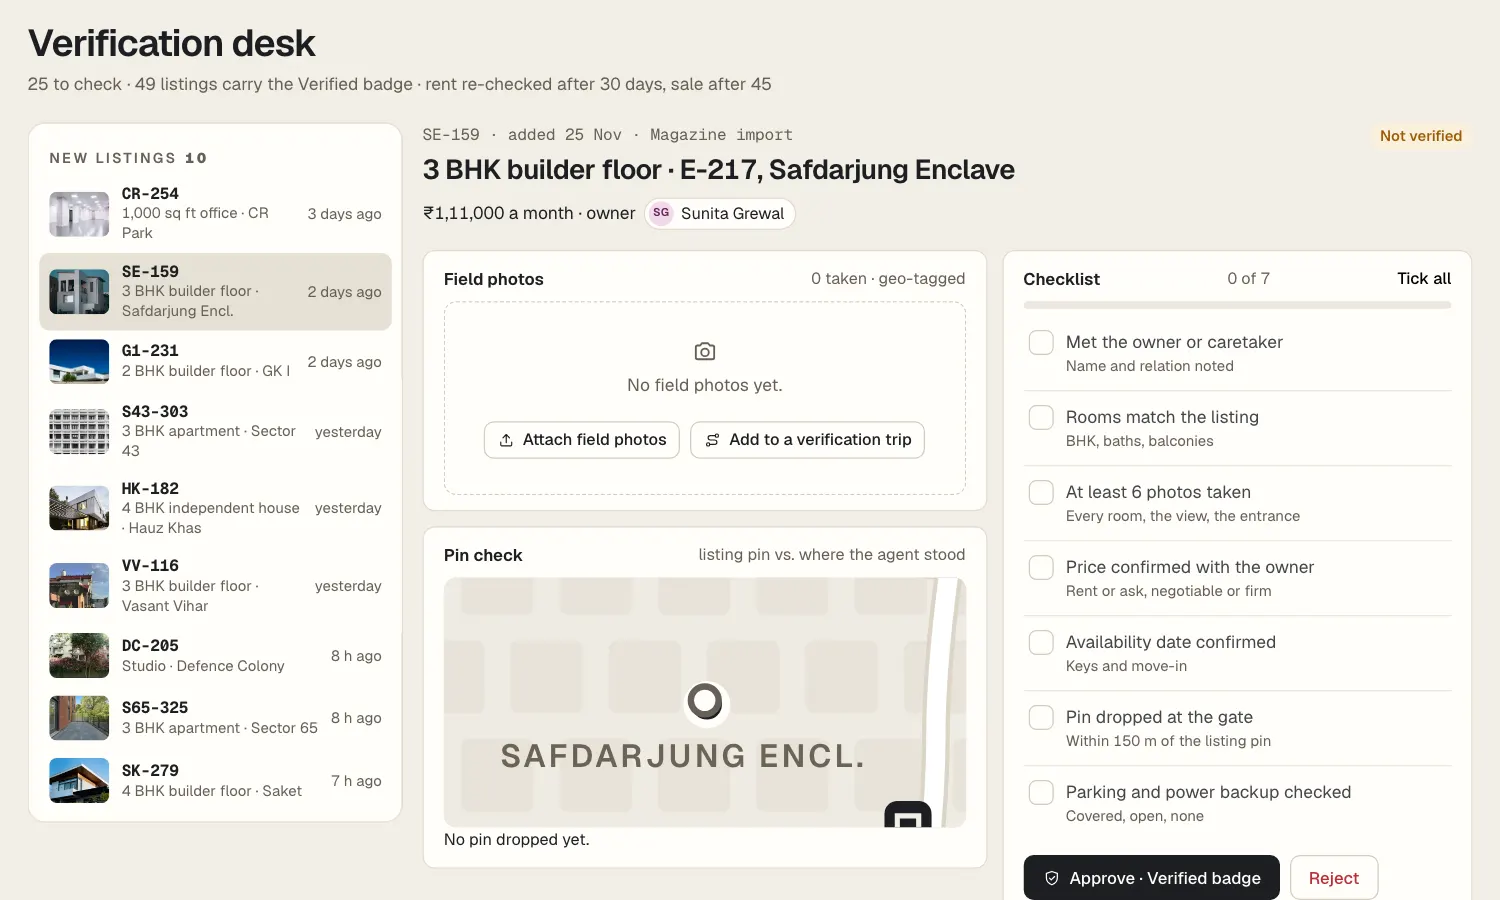 Verification desk
25 to check · 49 listings carry the Verified badge · rent re-checked after 30 days, sale after 45
NEW LISTINGS 10
CR-254
1,000 sq ft office · CR
Park
3 days ago
SE-159
3 BHK builder floor ·
Safdarjung Encl.
2 days ago
G1-231
2 BHK builder floor · GK I
2 days ago
S43-303
3 BHK apartment · Sector
43
yesterday
HK-182
4 BHK independent house
· Hauz Khas
yesterday
VV-116
3 BHK builder floor ·
Vasant Vihar
yesterday
DC-205
Studio · Defence Colony
8 h ago
S65-325
3 BHK apartment · Sector 65
8 h ago
SK-279
4 BHK builder floor · Saket
7 h ago
SE-159 · added 25 Nov · Magazine import
Not verified
3 BHK builder floor · E-217, Safdarjung Enclave
₹1,11,000 a month · owner SG Sunita Grewal
Field photos
0 taken · geo-tagged
No field photos yet.
Attach field photos
Add to a verification trip
Pin check
listing pin vs. where the agent stood
SAFDARJUNG ENCL.
No pin dropped yet.
Checklist
0 of 7
Tick all
Met the owner or caretaker
Name and relation noted
Rooms match the listing
BHK, baths, balconies
At least 6 photos taken
Every room, the view, the entrance
Price confirmed with the owner
Rent or ask, negotiable or firm
Availability date confirmed
Keys and move-in
Pin dropped at the gate
Within 150 m of the listing pin
Parking and power backup checked
Covered, open, none
Approve · Verified badge
Reject